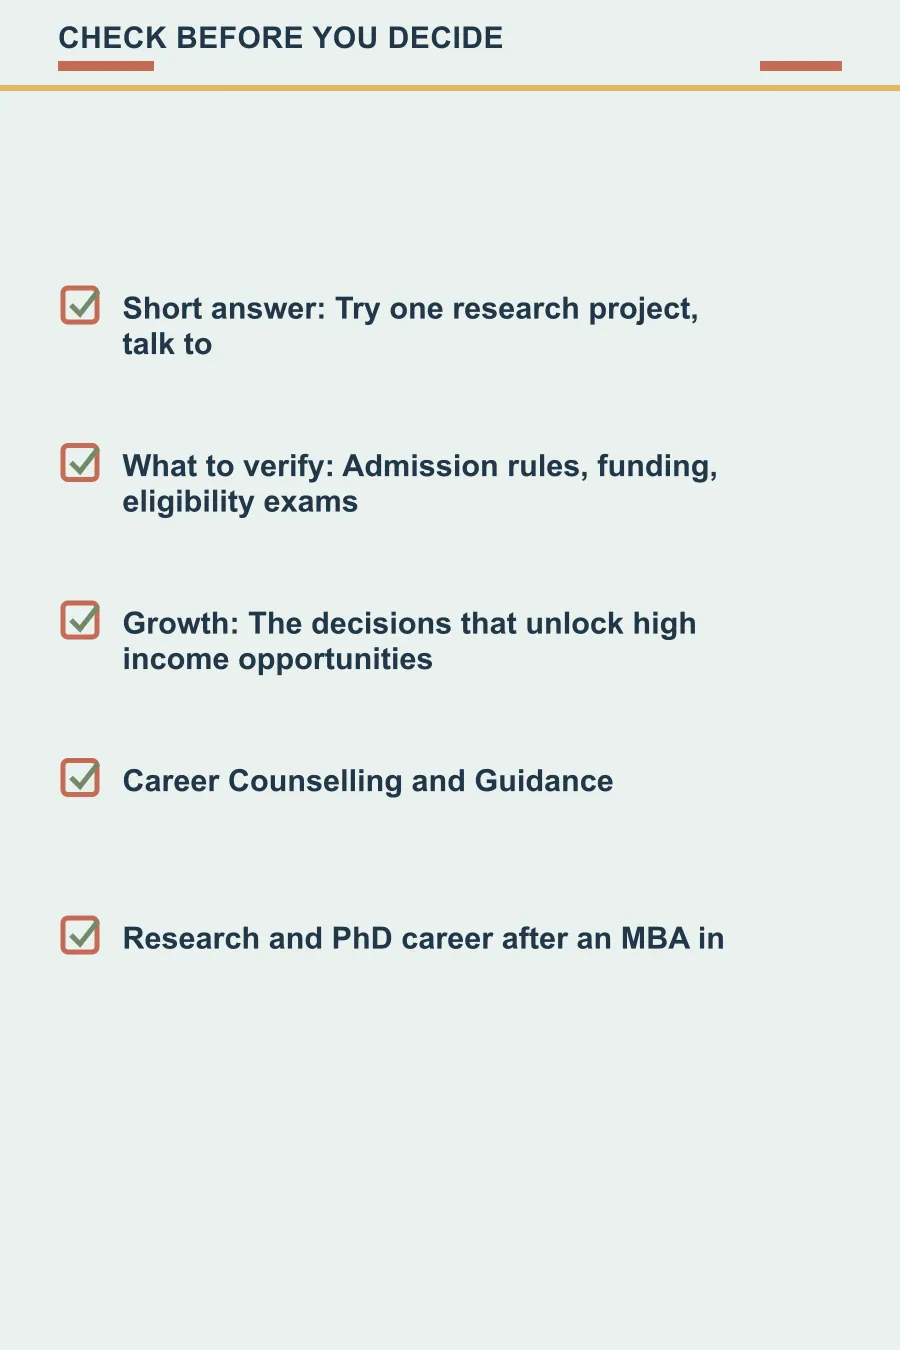 CHECK BEFORE YOU DECIDE
Short answer: Try one research project,
talk to
What to verify: Admission rules, funding,
eligibility exams
Growth: The decisions that unlock high
income opportunities
Career Counselling and Guidance
Research and PhD career after an MBA in